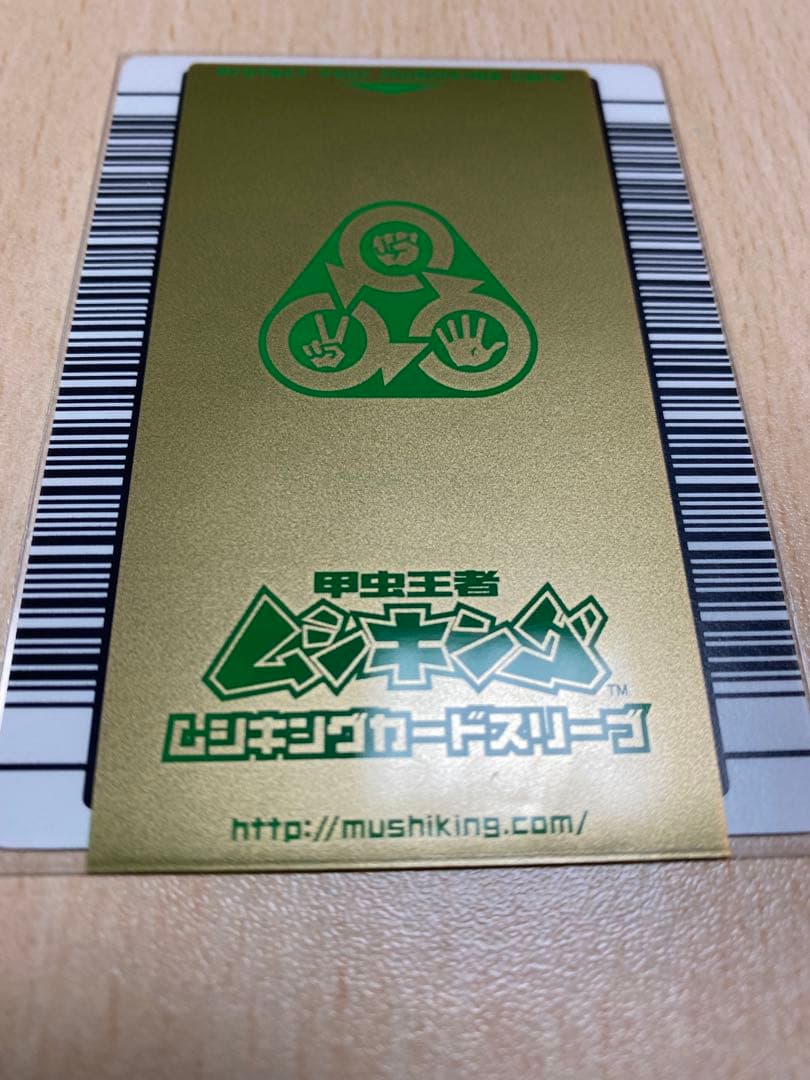 Protect Your Mushiking Card
甲虫王者
ムシキング
TM
ムシキングカードスリーブ
http://mushiking.com/